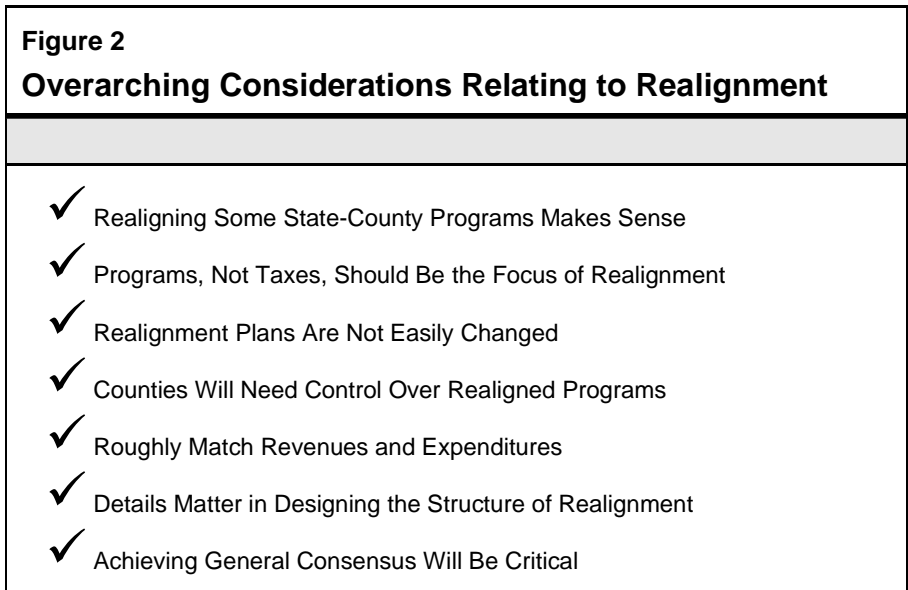 Figure 2
Overarching Considerations Relating to Realignment
Realigning Some State-County Programs Makes Sense
Programs, Not Taxes, Should Be the Focus of Realignment
Realignment Plans Are Not Easily Changed
Counties Will Need Control Over Realigned Programs
Roughly Match Revenues and Expenditures
Details Matter in Designing the Structure of Realignment
Achieving General Consensus Will Be Critical